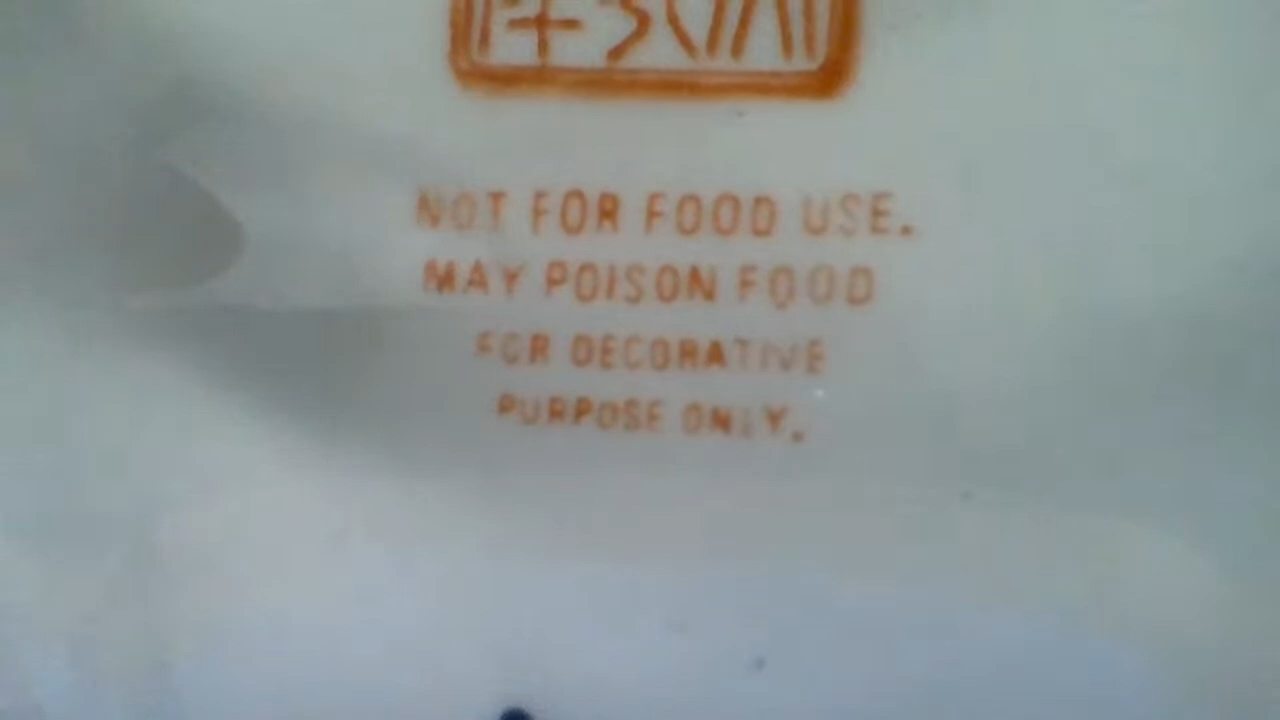 NOT FOR FOOD USE.
MAY POISON FOOD
FOR DECORATIVE
PURPOSE ONLY.